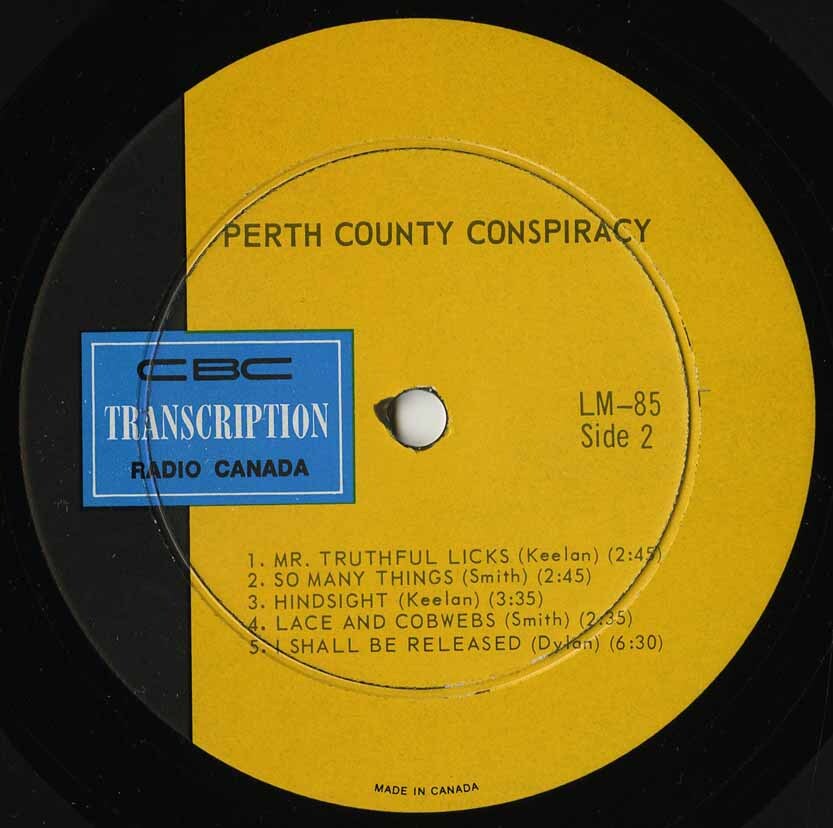 PERTH COUNTY CONSPIRACY
CBC
TRANSCRIPTION
RADIO CANADA
LM-85
Side 2
1. MR. TRUTHFUL LICKS (Keelan) (2:45)
2. SO MANY THINGS (Smith) (2:45)
3. HINDSIGHT (Keelan) (3:35)
4. LACE AND COBWEBS (Smith) (2:35)
5. I SHALL BE RELEASED (Dylan) (6:30)
MADE IN CANADA